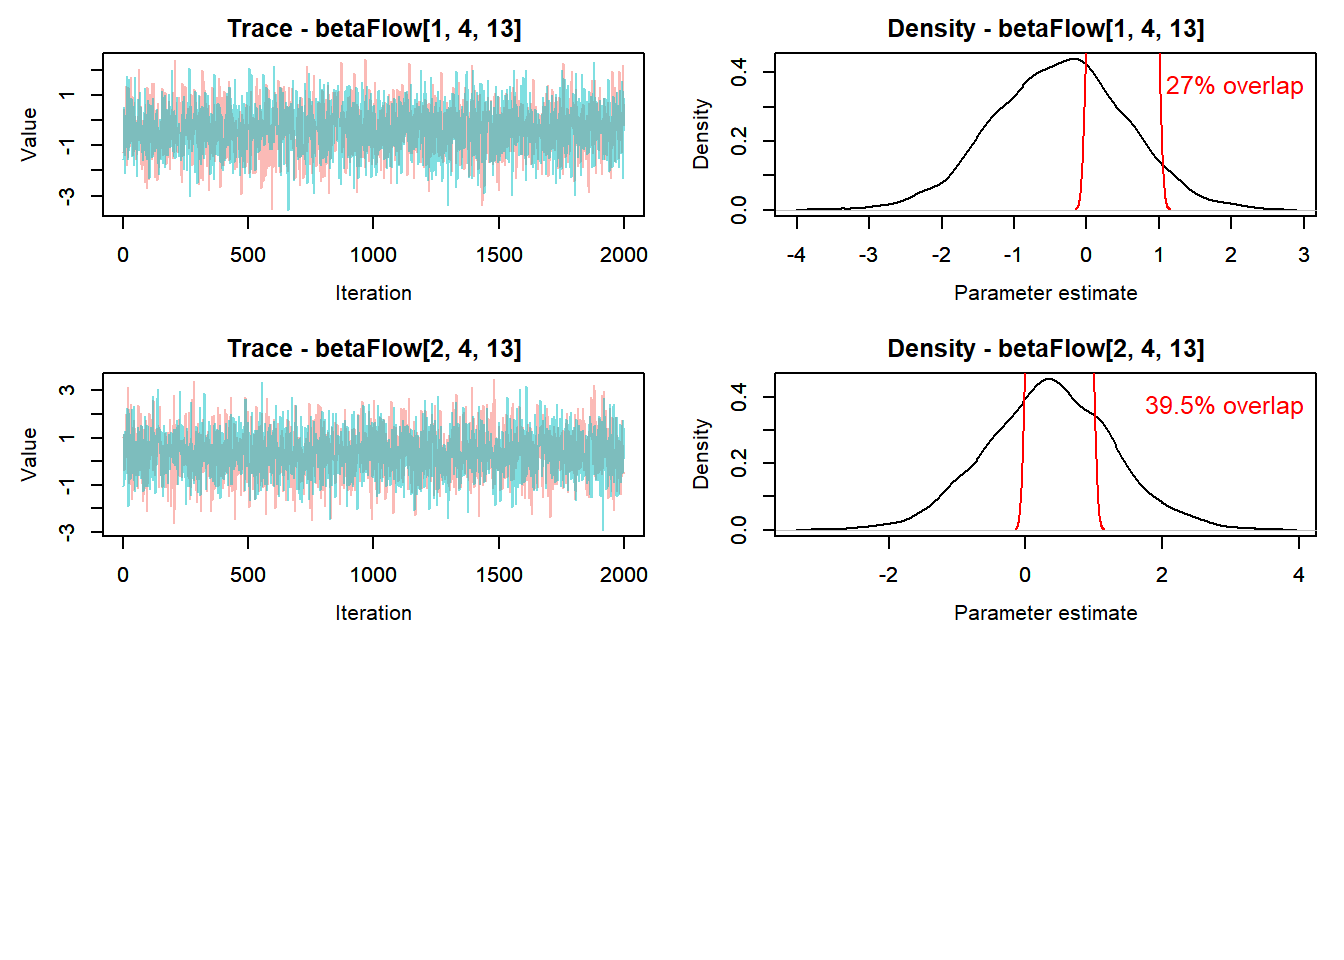 Trace - betaFlow[1, 4, 13]
Value
1
-1
-3
0 500 1000 1500 2000
Iteration
Density - betaFlow[1, 4, 13]
27% overlap
Density
0.4
0.2
0.0
-4 -3 -2 -1 0 1 2 3
Parameter estimate
Trace - betaFlow[2, 4, 13]
Value
3
1
-1
-3
0 500 1000 1500 2000
Iteration
Density - betaFlow[2, 4, 13]
39.5% overlap
Density
0.4
0.2
0.0
-2 0 2 4
Parameter estimate